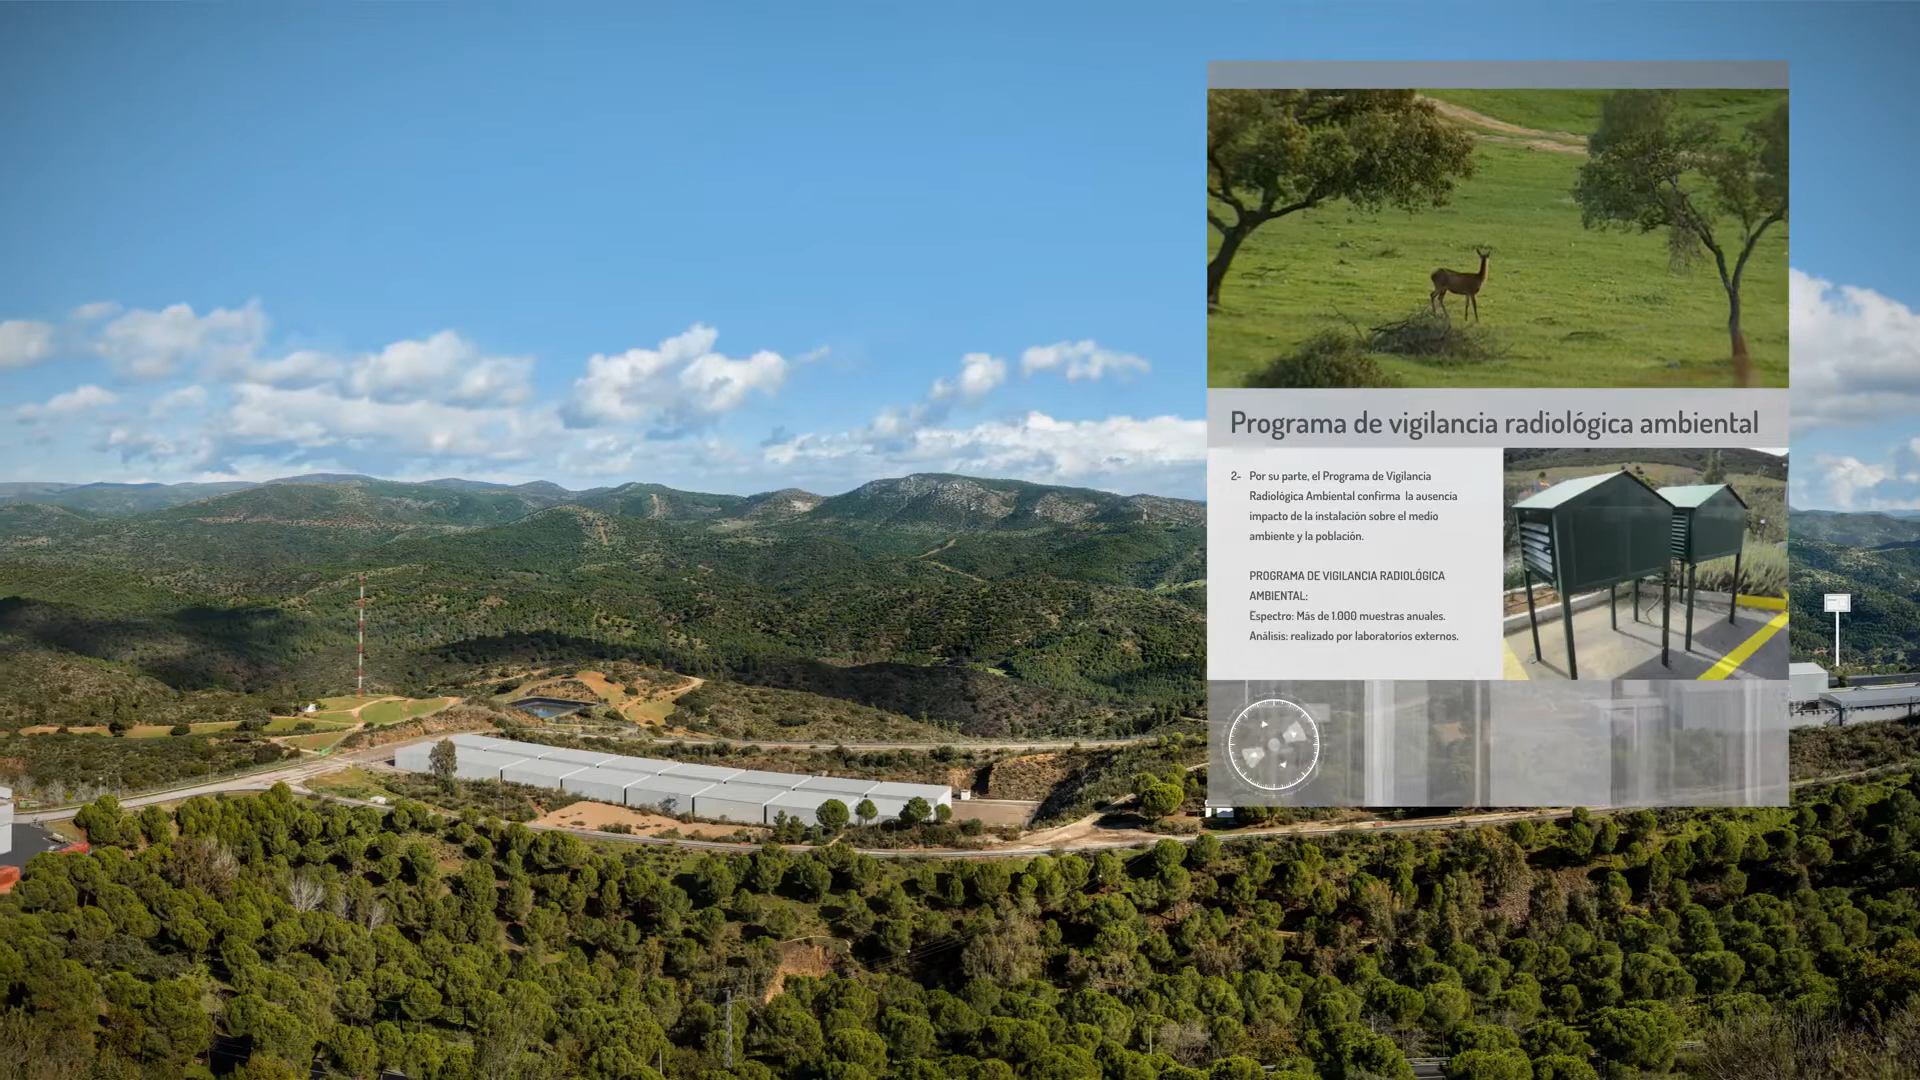 Programa de vigilancia radiológica ambiental
2- Por su parte, el Programa de Vigilancia
Radiológica Ambiental confirma la ausencia
impacto de la instalación sobre el medio
ambiente y la población.
PROGRAMA DE VIGILANCIA RADIOLÓGICA
AMBIENTAL:
Espectro: Más de 1.000 muestras anuales.
Análisis: realizado por laboratorios externos.